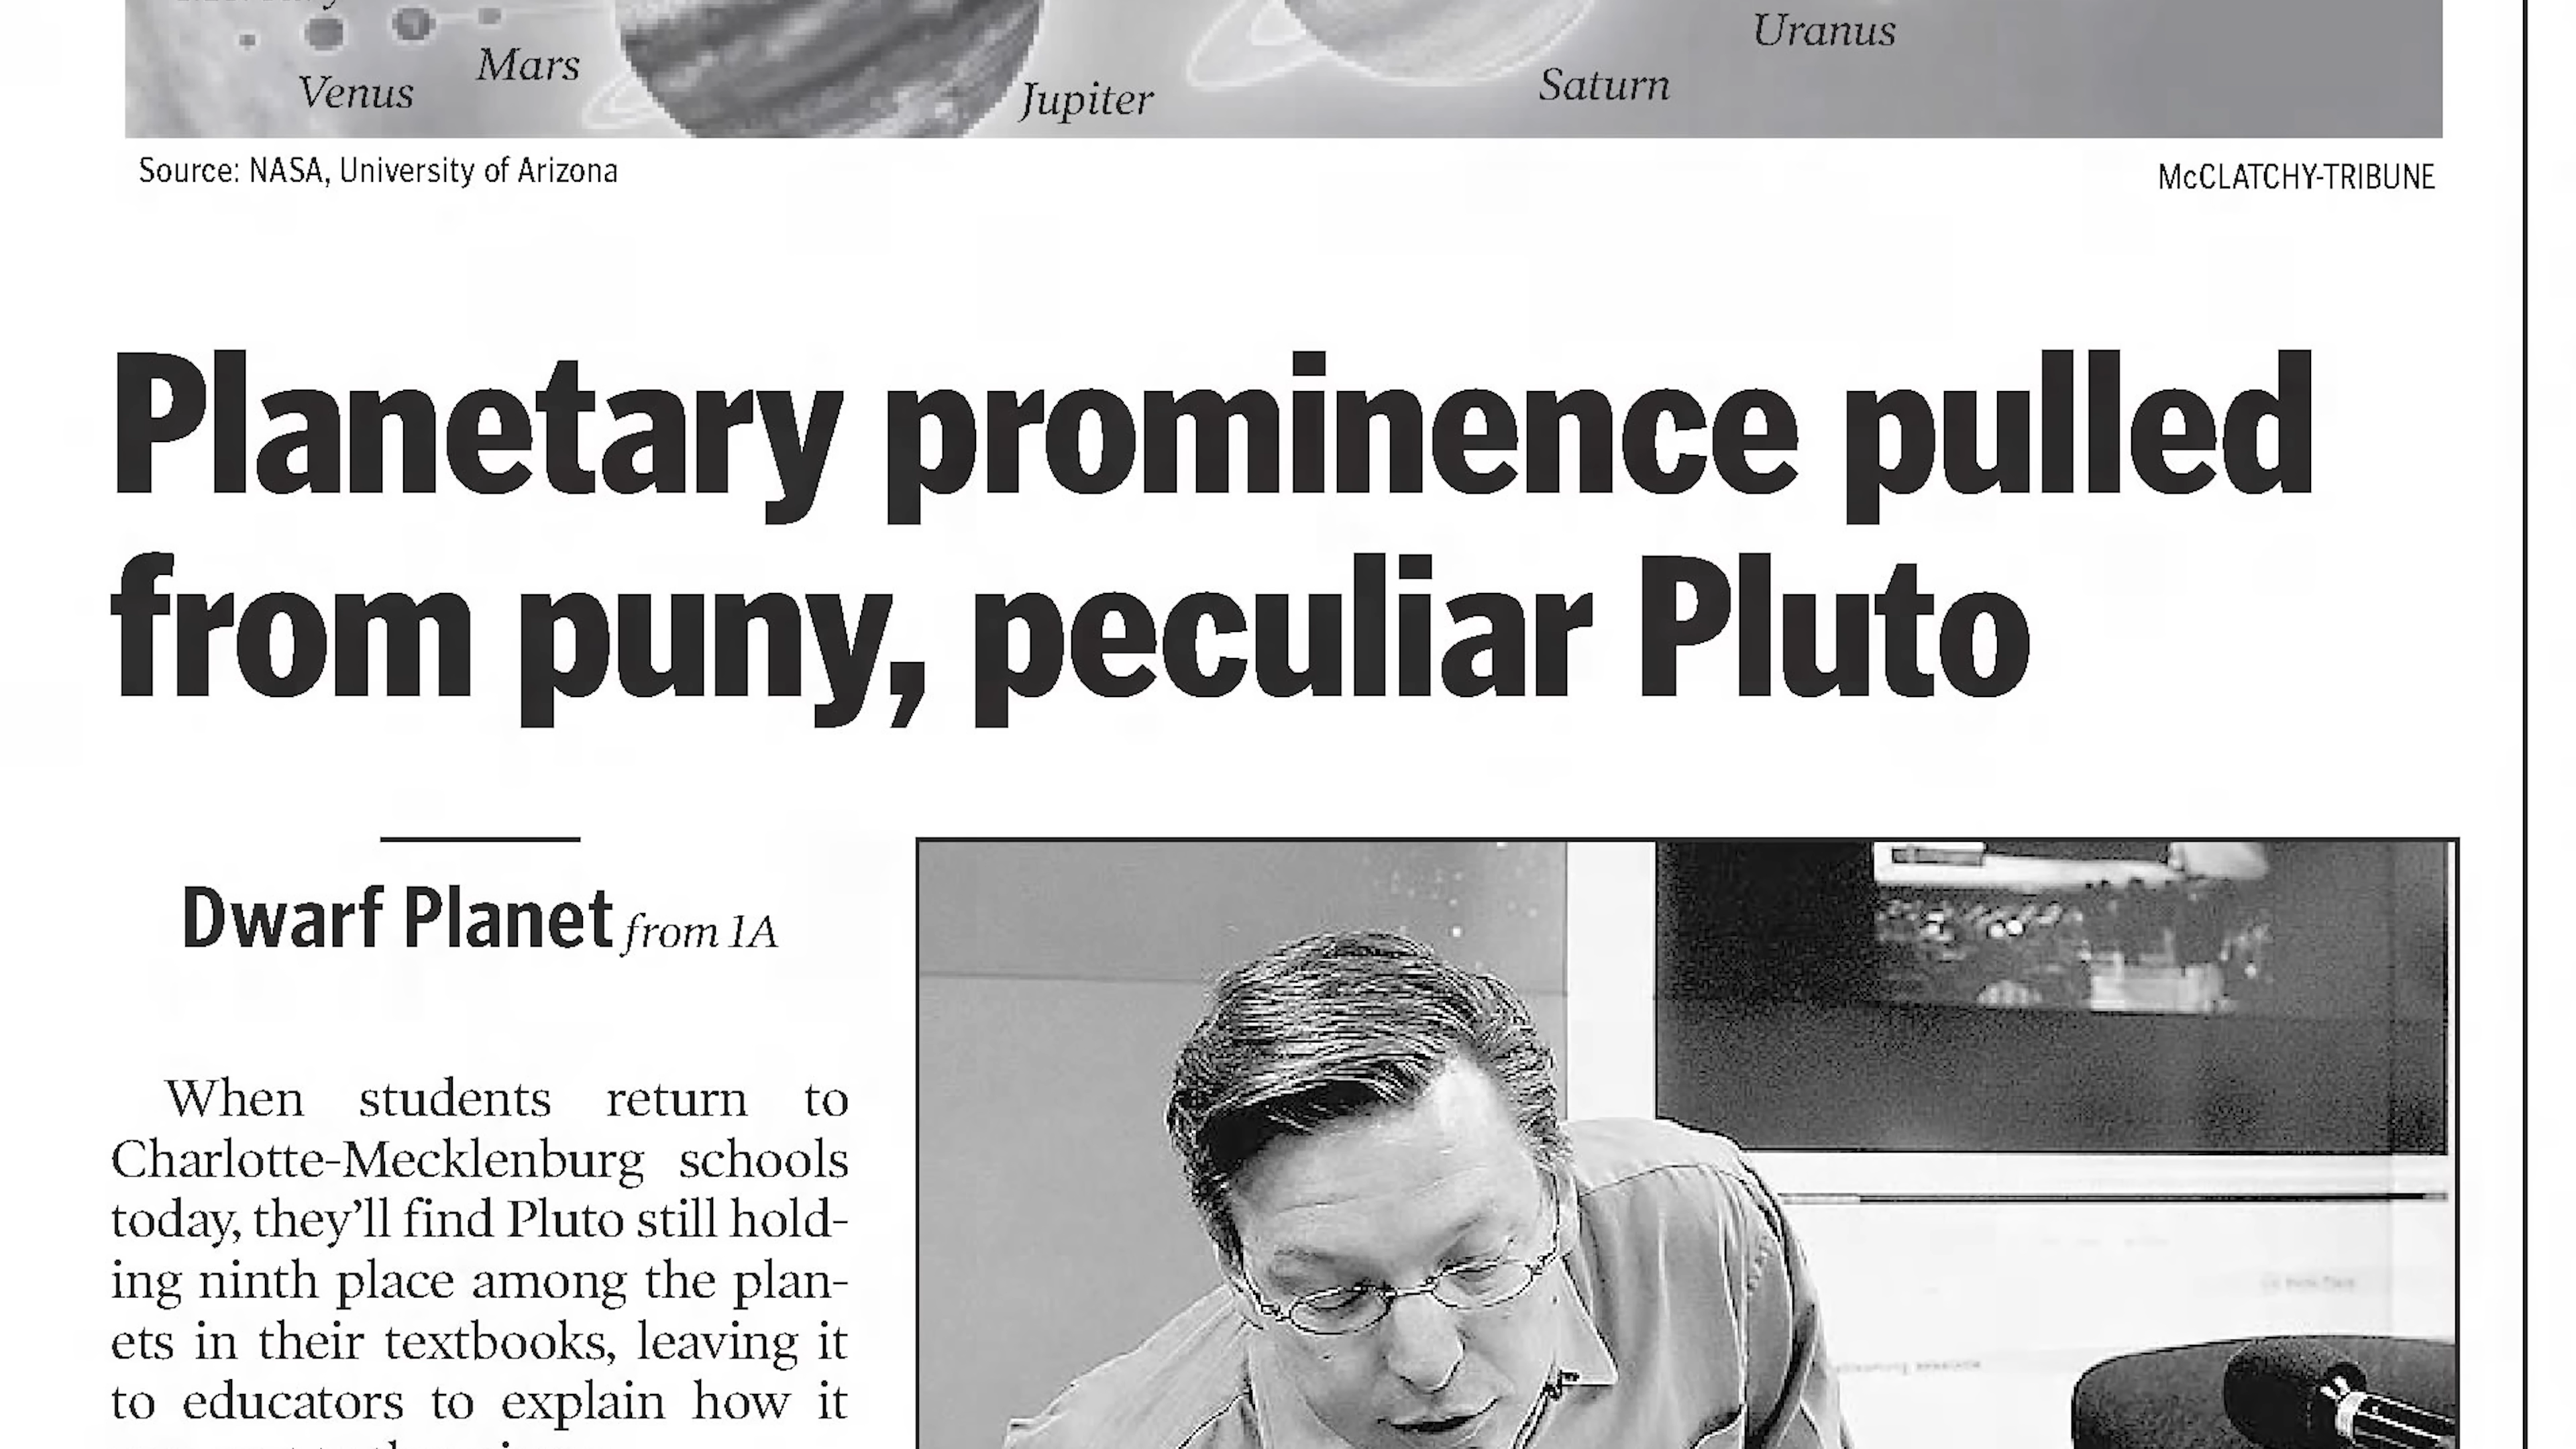 Uranus
Mars
Saturn
Venus
Jupiter
Source: NASA, University of Arizona
McCLATCHY-TRIBUNE
Planetary prominence pulled
from puny, peculiar Pluto
Dwarf Planet from 1A
When students return to
Charlotte-Mecklenburg schools
today, they'll find Pluto still hold-
ing ninth place among the plan-
ets in their textbooks, leaving it
to educators to explain how it